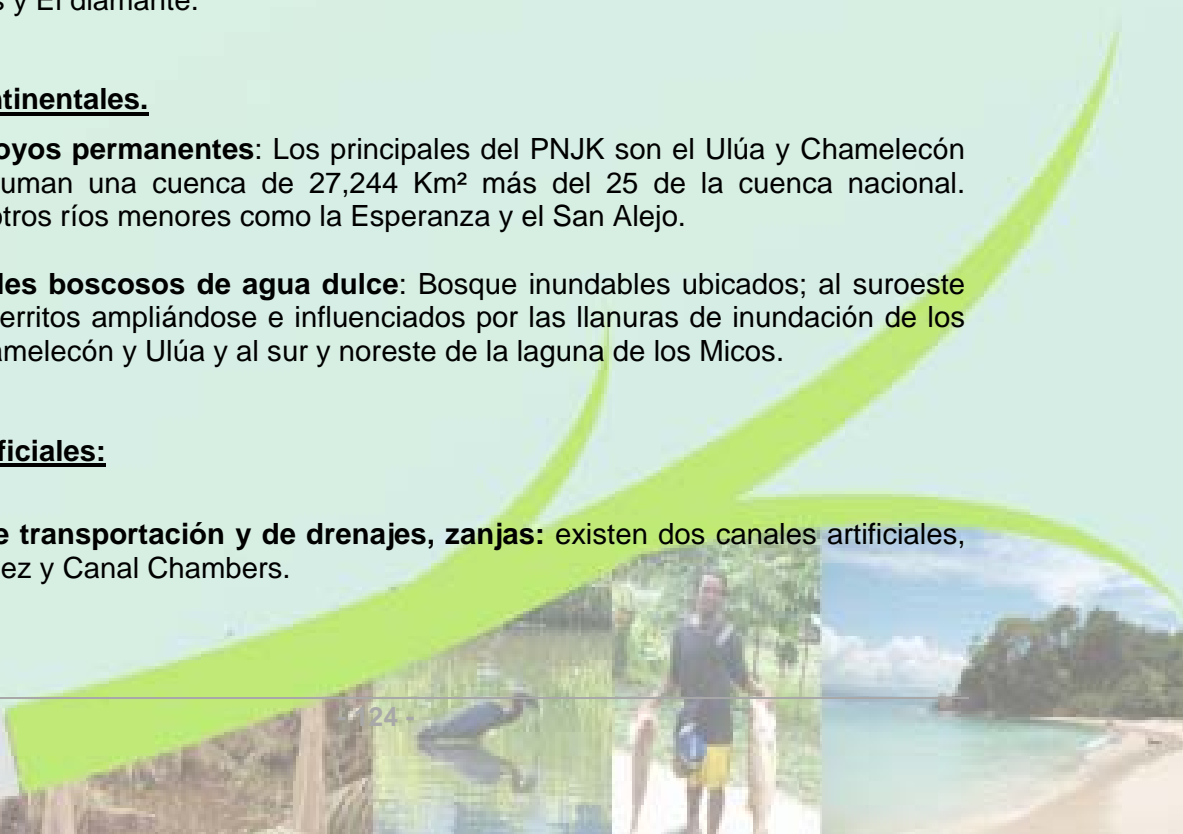 s y El diamante.
ntinentales.
oyos permanentes: Los principales del PNJK son el Ulúa y Chamelecón
uman una cuenca de 27,244 Km² más del 25 de la cuenca nacional.
otros ríos menores como la Esperanza y el San Alejo.
les boscosos de agua dulce: Bosque inundables ubicados; al suroeste
erritos ampliándose e influenciados por las llanuras de inundación de los
amelecón y Ulúa y al sur y noreste de la laguna de los Micos.
ficiales:
e transportación y de drenajes, zanjas: existen dos canales artificiales,
ez y Canal Chambers.
24 -